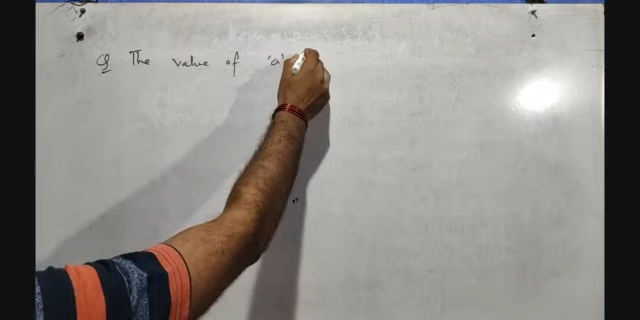 Q The value of 'a'